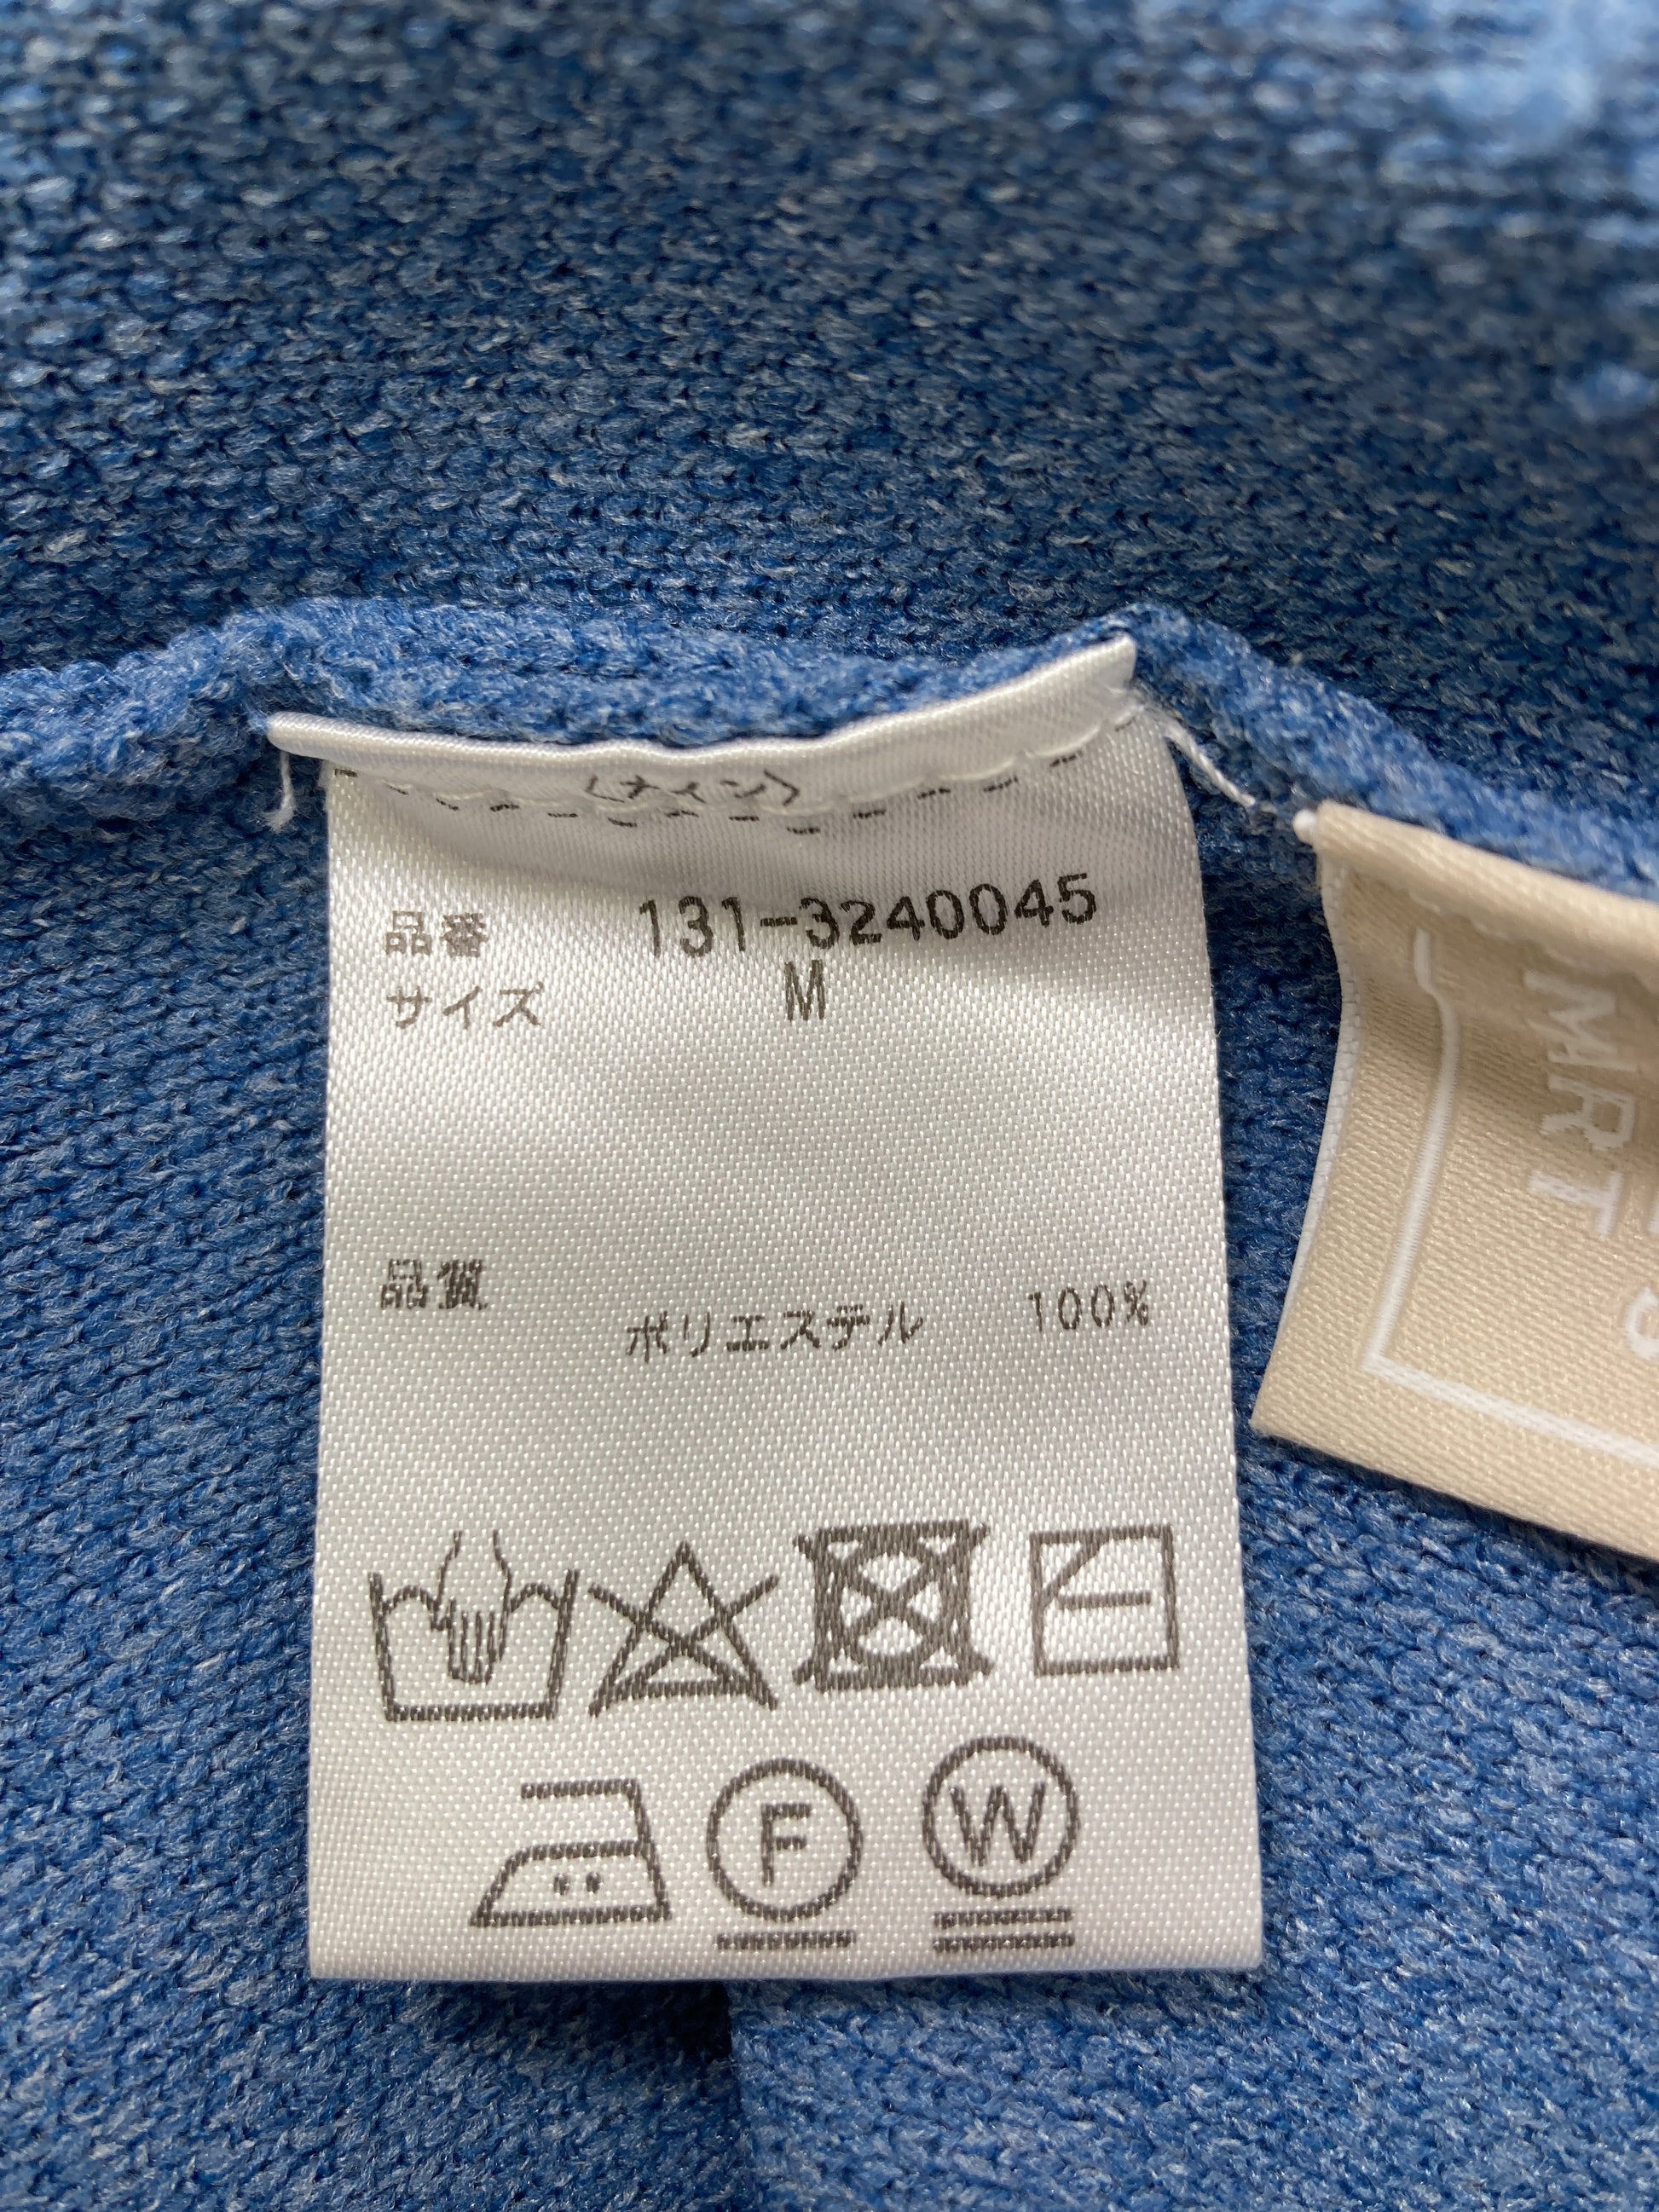 〈ナイン〉
品番 131-3240045
サイズ M
品質
ポリエステル 100%
F
W
MRT